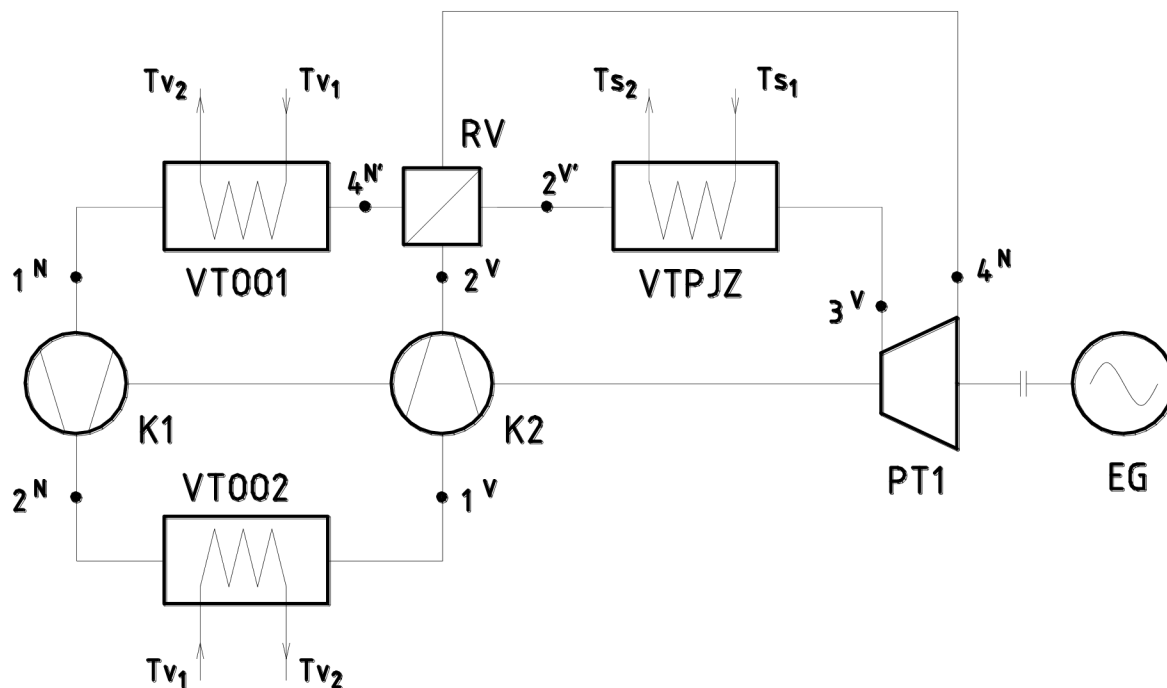 Tv₂ Tv₁ Ts₂ Ts₁
RV
4ᴺ' 2ⱽ'
1ᴺ VT001 2ⱽ VTPJZ 4ᴺ
3ⱽ
K1 K2
PT1 EG
VT002
2ᴺ 1ⱽ
Tv₁ Tv₂